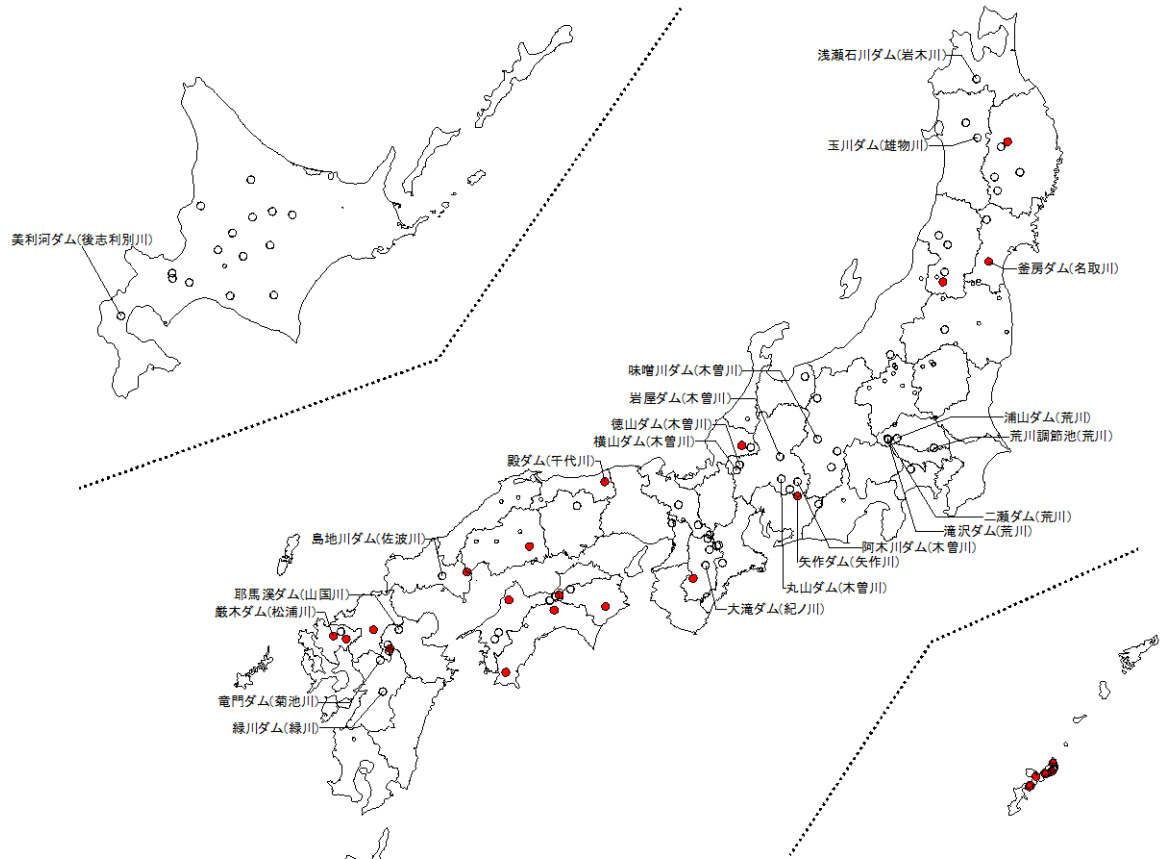 浅瀬石川ダム(岩木川)
玉川ダム(雄物川)
美利河ダム(後志利別川)
釜房ダム(名取川)
味噌川ダム(木曽川)
岩屋ダム(木曽川)
徳山ダム(木曽川)
横山ダム(木曽川)
浦山ダム(荒川)
荒川調節池(荒川)
殿ダム(千代川)
二瀬ダム(荒川)
滝沢ダム(荒川)
島地川ダム(佐波川)
阿木川ダム(木曽川)
矢作ダム(矢作川)
丸山ダム(木曽川)
耶馬溪ダム(山国川)
大滝ダム(紀ノ川)
厳木ダム(松浦川)
竜門ダム(菊池川)
緑川ダム(緑川)